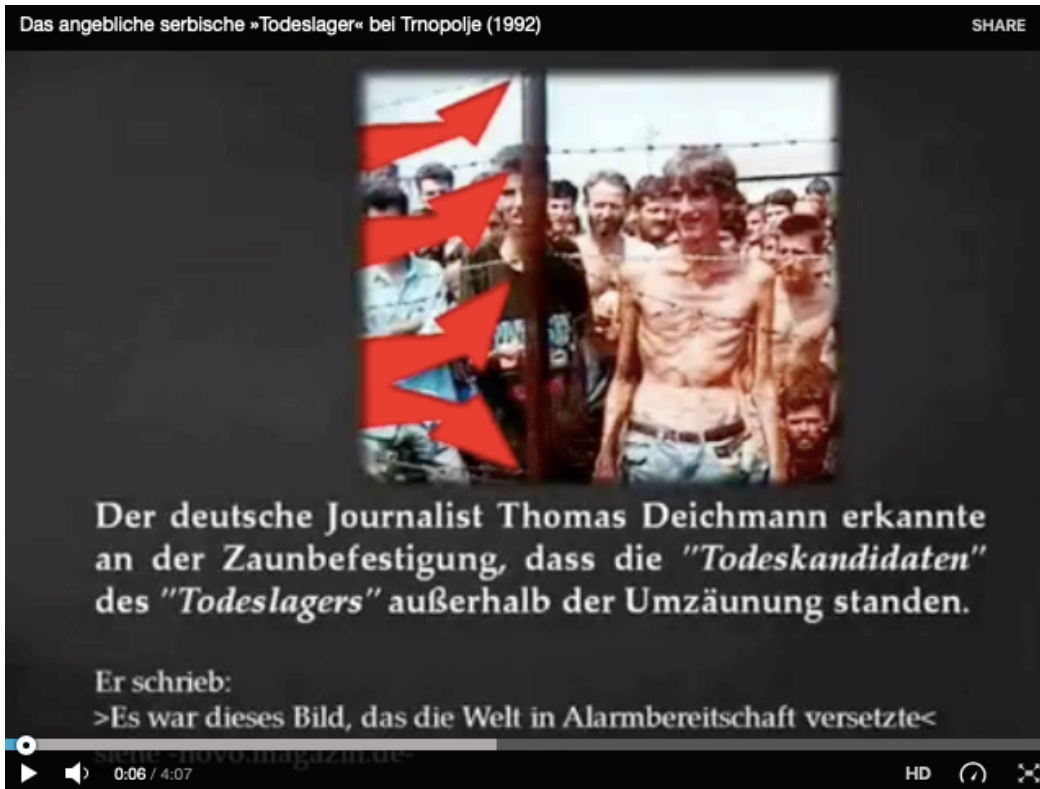 Das angebliche serbische »Todeslager« bei Trnopolje (1992)
SHARE
Der deutsche Journalist Thomas Deichmann erkannte
an der Zaunbefestigung, dass die "Todeskandidaten"
des "Todeslagers" außerhalb der Umzäunung standen.
Er schrieb:
>Es war dieses Bild, das die Welt in Alarmbereitschaft versetzte<
siehe -novo.magazin.de-
0:06 / 4:07
HD